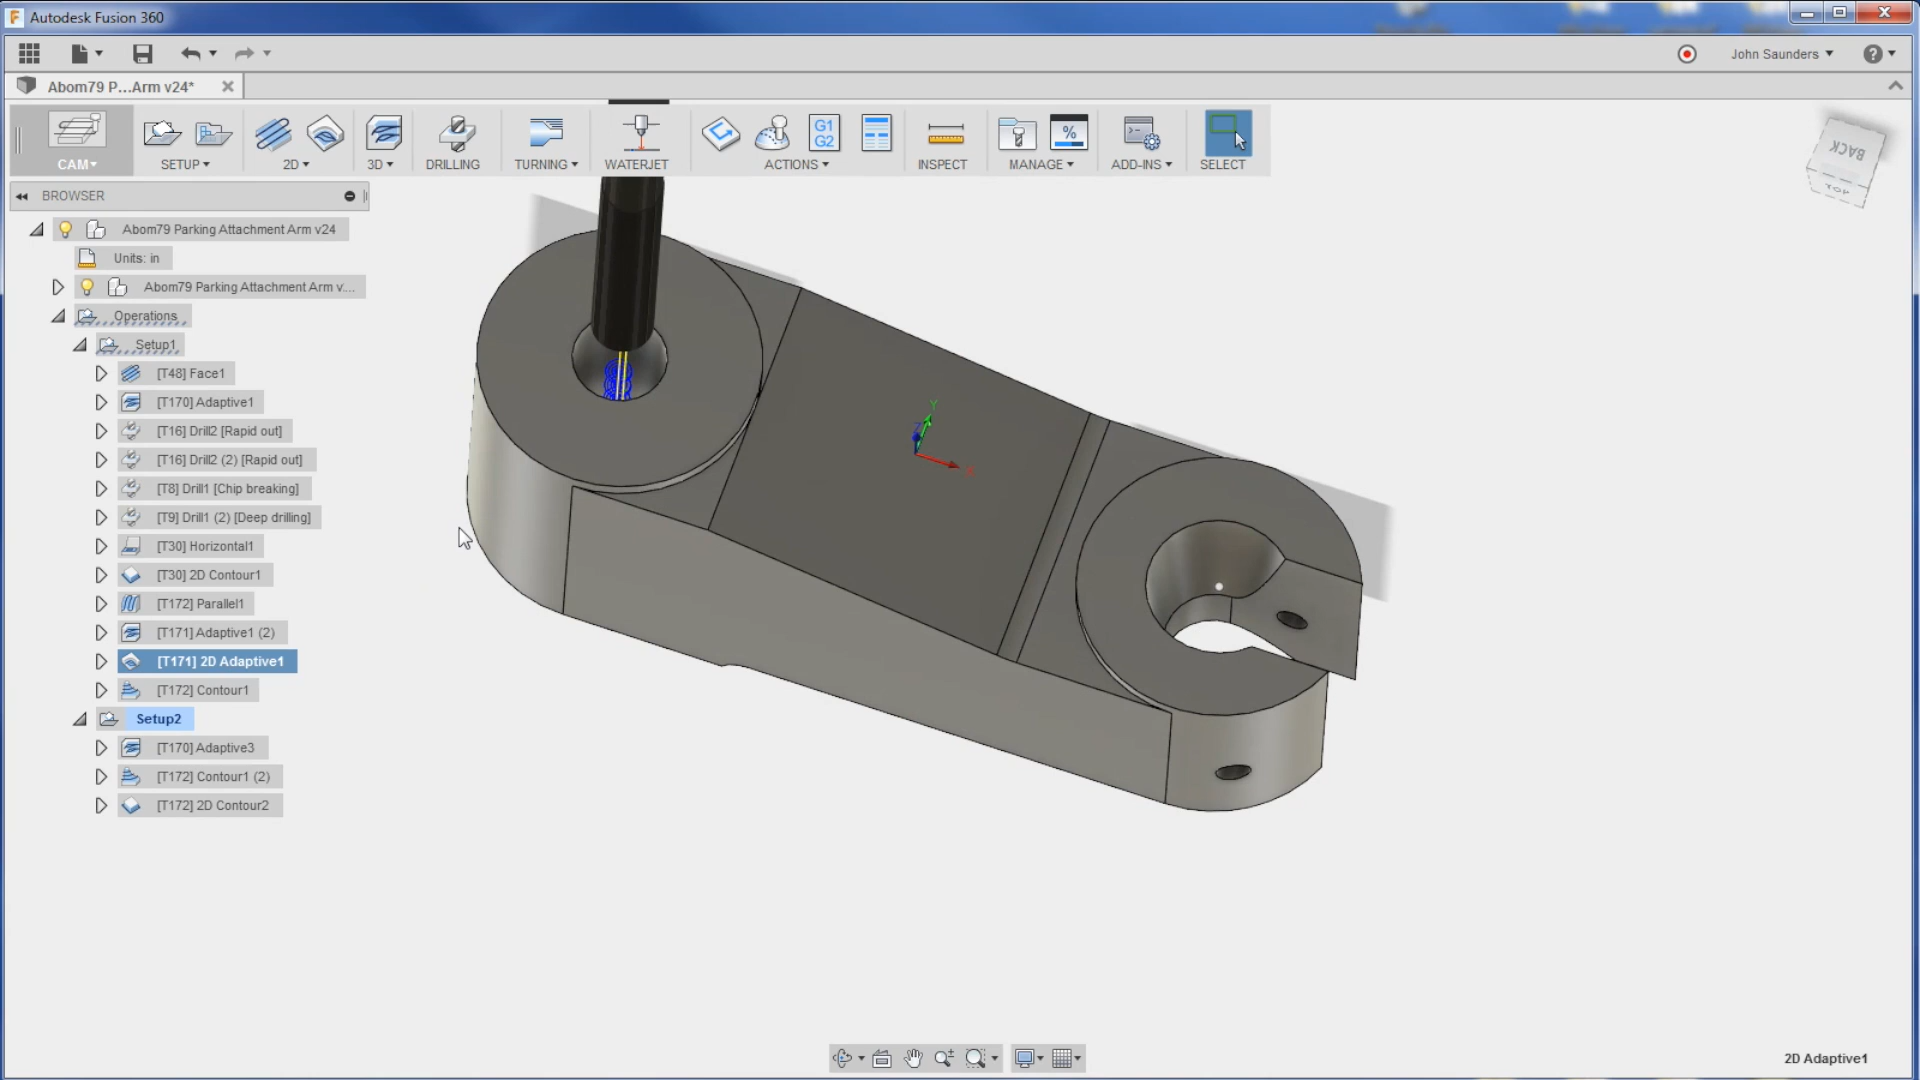 Autodesk Fusion 360
John Saunders
Abom79 P...Arm v24*
G1
G2
%
CAM
SETUP
2D
3D
DRILLING
TURNING
WATERJET
ACTIONS
INSPECT
MANAGE
ADD-INS
SELECT
BACK
TOP
BROWSER
Abom79 Parking Attachment Arm v24
Units: in
Abom79 Parking Attachment Arm v....
Operations
Setup1
[T48] Face1
[T170] Adaptive1
[T16] Drill2 [Rapid out]
[T16] Drill2 (2) [Rapid out]
[T8] Drill1 [Chip breaking]
[T9] Drill1 (2) [Deep drilling]
[T30] Horizontal1
[T30] 2D Contour1
[T172] Parallel1
[T171] Adaptive1 (2)
[T171] 2D Adaptive1
[T172] Contour1
Setup2
[T170] Adaptive3
[T172] Contour1 (2)
[T172] 2D Contour2
Y
Z
X
2D Adaptive1